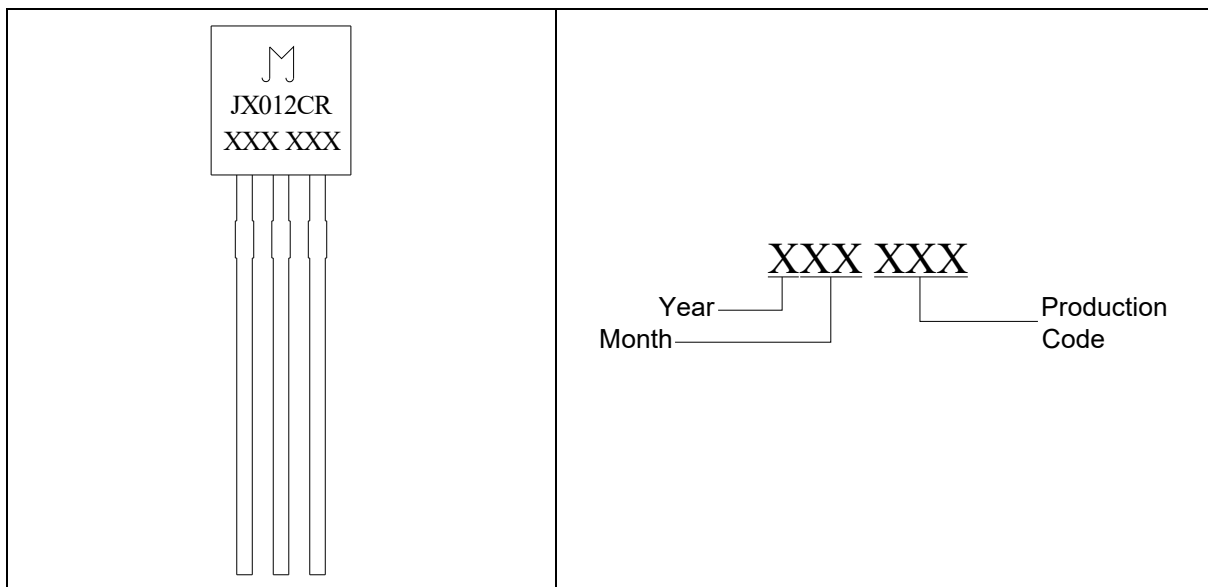 JX012CR
XXX XXX
XXX XXX
Year
Month
Production
Code